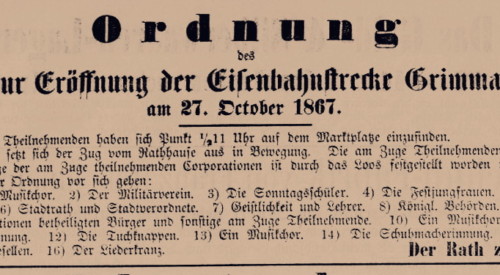 Ordnung
des
ur Eröffnung der Eisenbahnstrecke Grimma
am 27. October 1867.
Theilnehmenden haben sich Punkt ½11 Uhr auf dem Marktplatze einzufinden.
setzt sich der Zug vom Rathhause aus in Bewegung. Die am Zuge Theilnehmenden
ge der am Zuge theilnehmenden Corporationen ist durch das Loos festgestellt worden
er Ordnung vor sich gehen:
Musikchor. 2) Der Militärverein. 3) Die Sonntagsschüler. 4) Die Festjungfrauen.
6) Stadtrath und Stadtverordnete. 7) Geistlichkeit und Lehrer. 8) Königl. Behörden.
tionen betheiligten Bürger und sonstige am Zuge Theilnehmende. 10) Ein Musikchor
nnung. 12) Die Tuchknappen. 13) Ein Musikchor. 14) Die Schuhmacherinnung.
esellen. 16) Der Liederkranz. Der Rath z